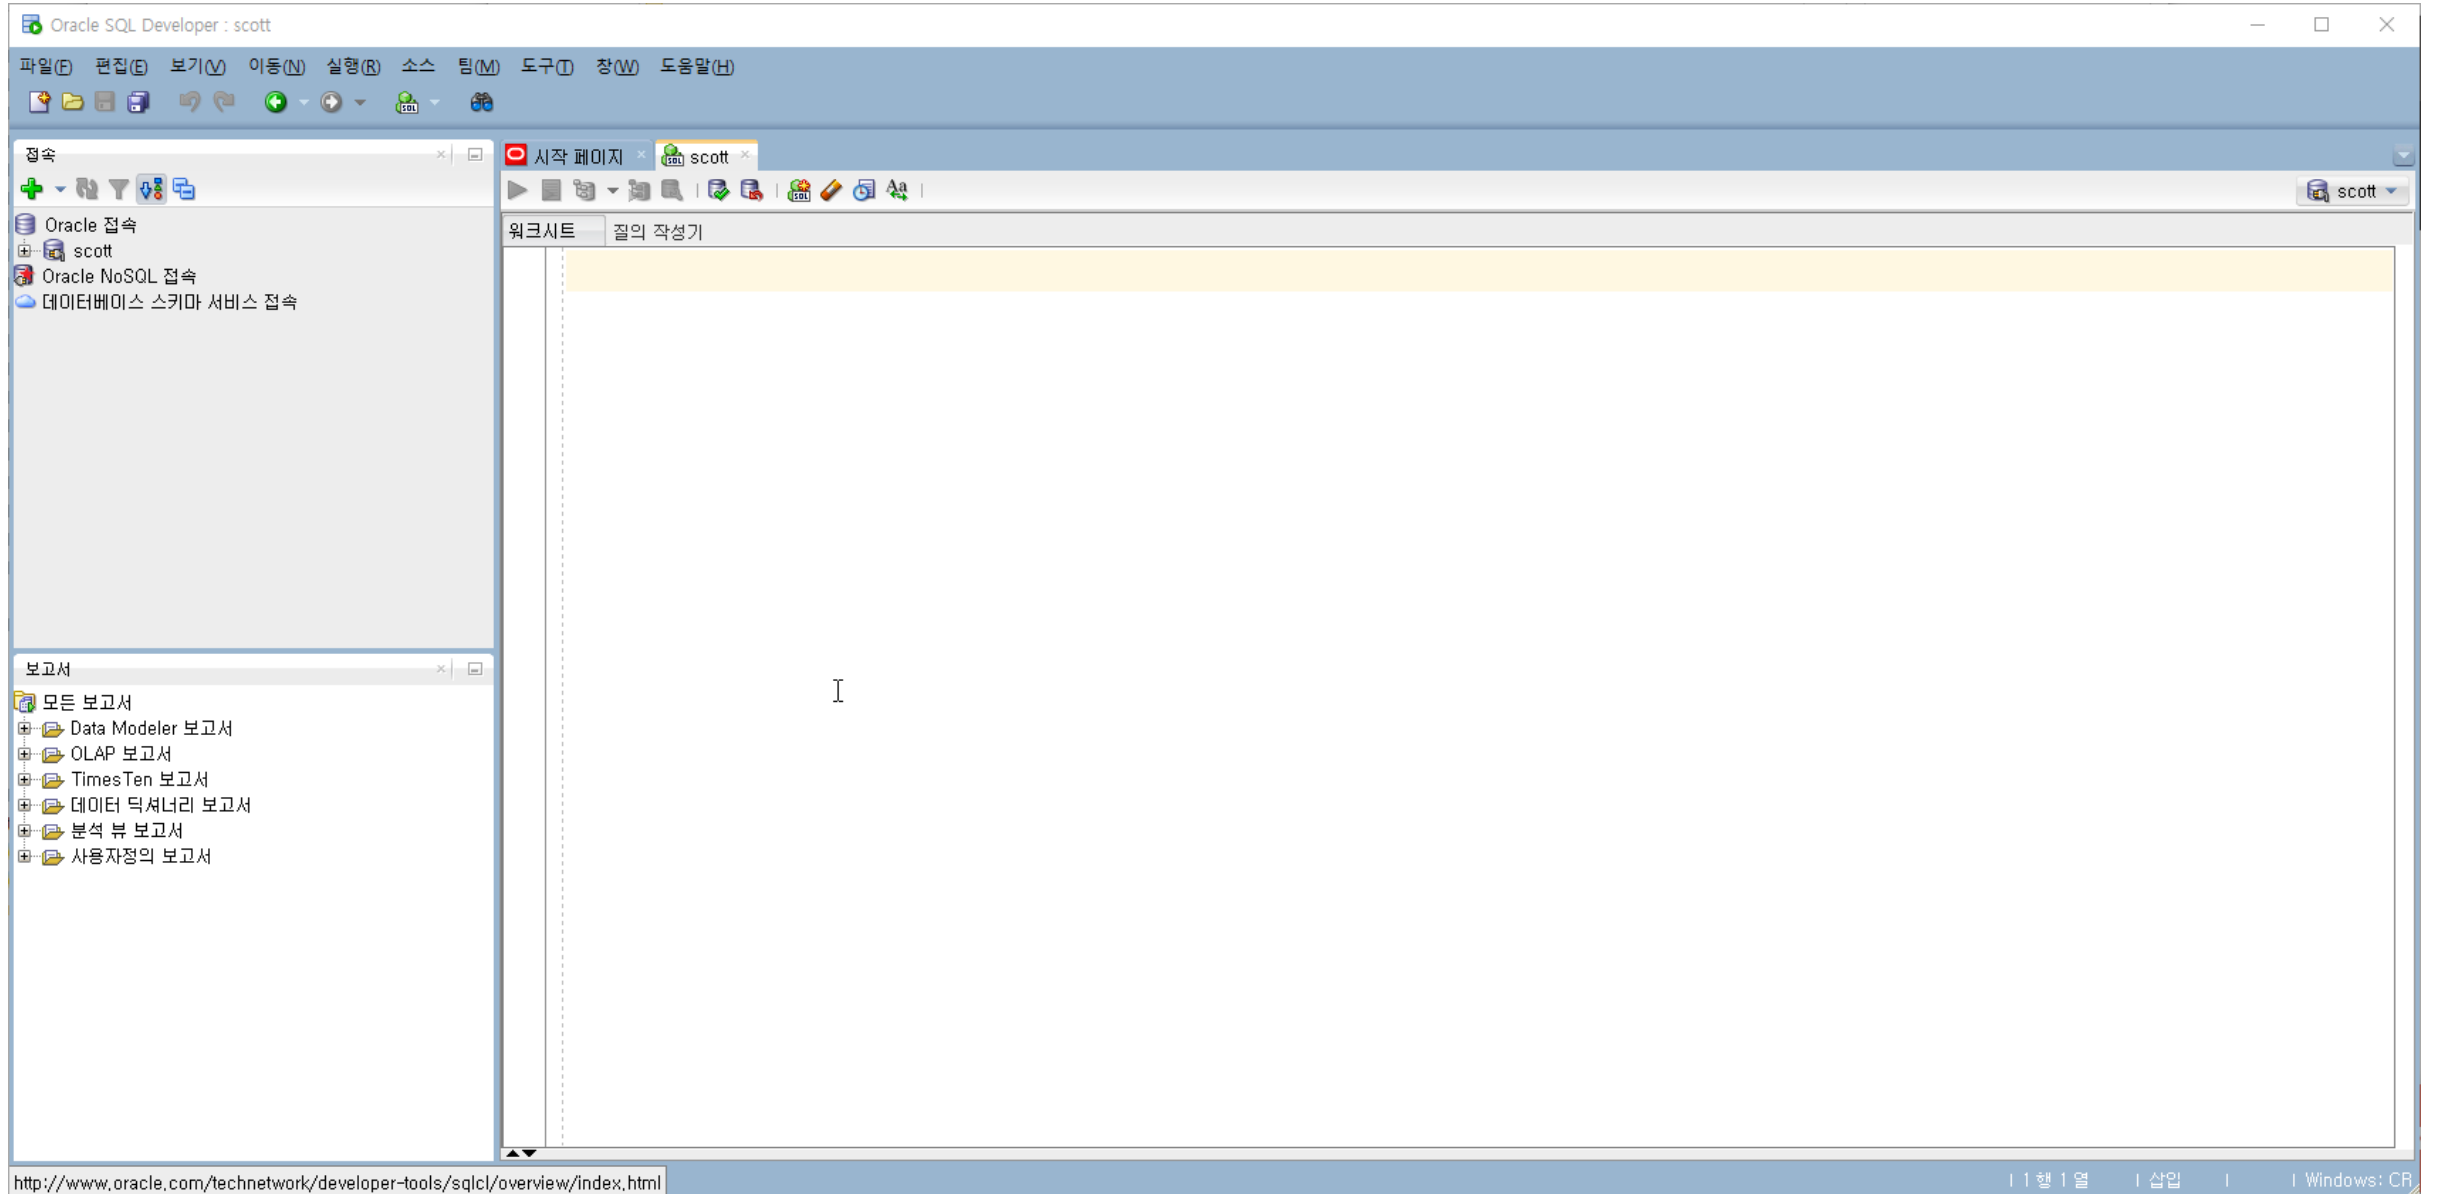 Oracle SQL Developer : scott
파일(F) 편집(E) 보기(V) 이동(N) 실행(R) 소스 팀(M) 도구(T) 창(W) 도움말(H)
접속
시작 페이지
scott
scott
워크시트 질의 작성기
Oracle 접속
scott
Oracle NoSQL 접속
데이터베이스 스키마 서비스 접속
보고서
모든 보고서
Data Modeler 보고서
OLAP 보고서
TimesTen 보고서
데이터 딕셔너리 보고서
분석 뷰 보고서
사용자정의 보고서
http://www.oracle.com/technetwork/developer-tools/sqlcl/overview/index.html
1행 1열 삽입 Windows: CR